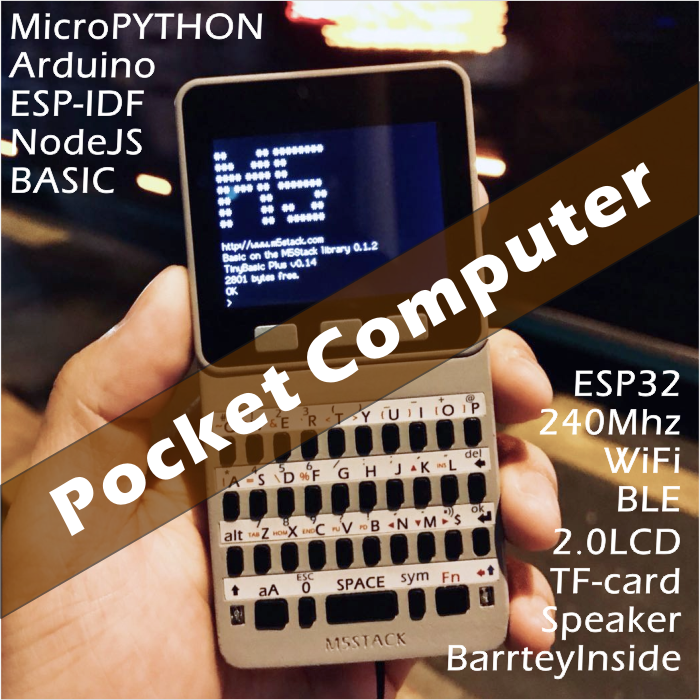 MicroPYTHON
Arduino
ESP-IDF
NodeJS
BASIC
M5
http://www.m5stack.com
Basic on the M5Stack library 0.1.2
TinyBasic Plus v0.14
2801 bytes free.
OK
>
Pocket Computer
ESP32
240Mhz
WiFi
BLE
2.0LCD
TF-card
Speaker
BarrteyInside
E R T Y U I O P
A S D F G H J K L del
alt Z X C V B N M $ ok
aA ESC 0 SPACE sym Fn
M5STACK